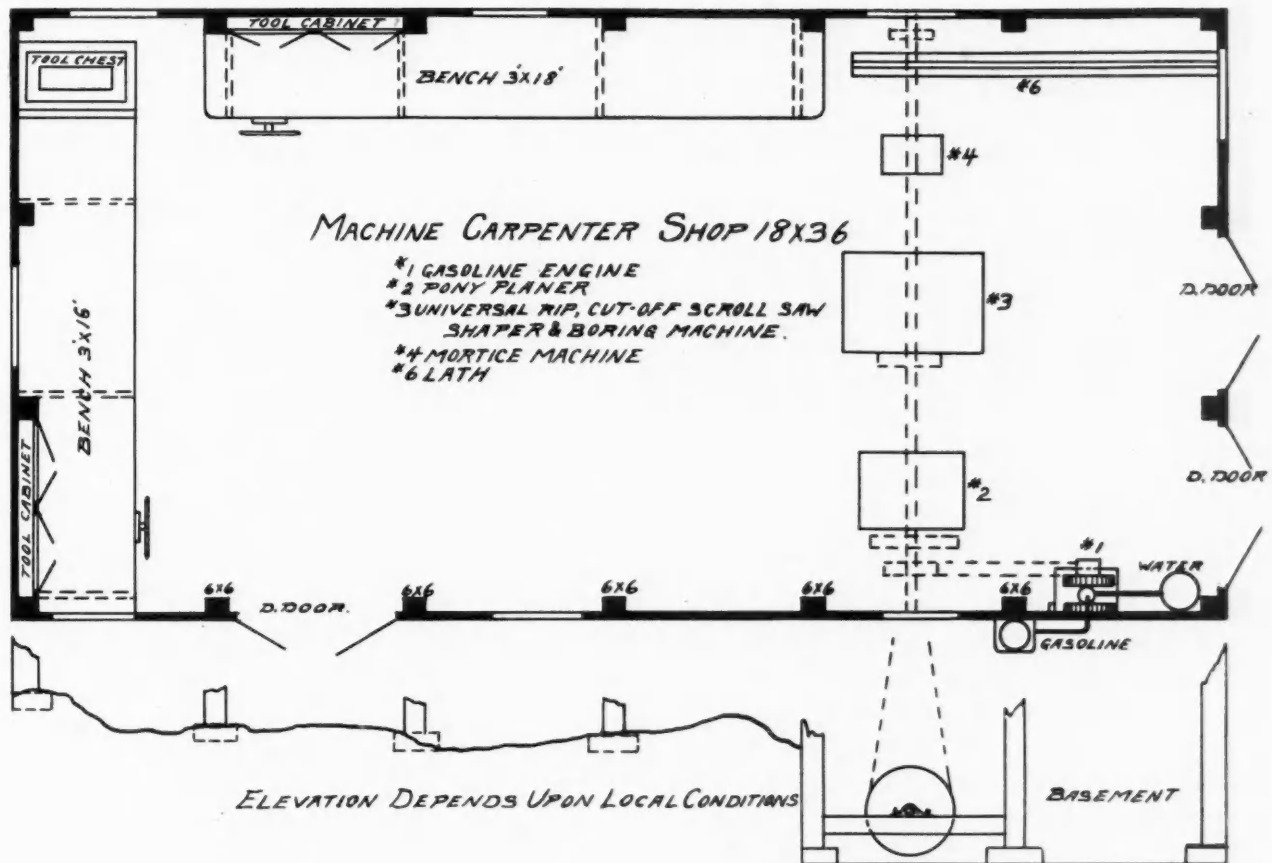 TOOL CABINET
TOOL CHEST
BENCH 3'X18'
#6
#4
MACHINE CARPENTER SHOP 18X36
#1 GASOLINE ENGINE
#2 PONY PLANER
#3 UNIVERSAL RIP, CUT-OFF SCROLL SAW
SHAPER & BORING MACHINE.
#4 MORTICE MACHINE
#6 LATH
#3
D.DOOR
BENCH 3'X16'
TOOL CABINET
#2
D.DOOR
#1
WATER
6X6
D.DOOR.
6X6
6X6
6X6
6X6
GASOLINE
ELEVATION DEPENDS UPON LOCAL CONDITIONS
BASEMENT